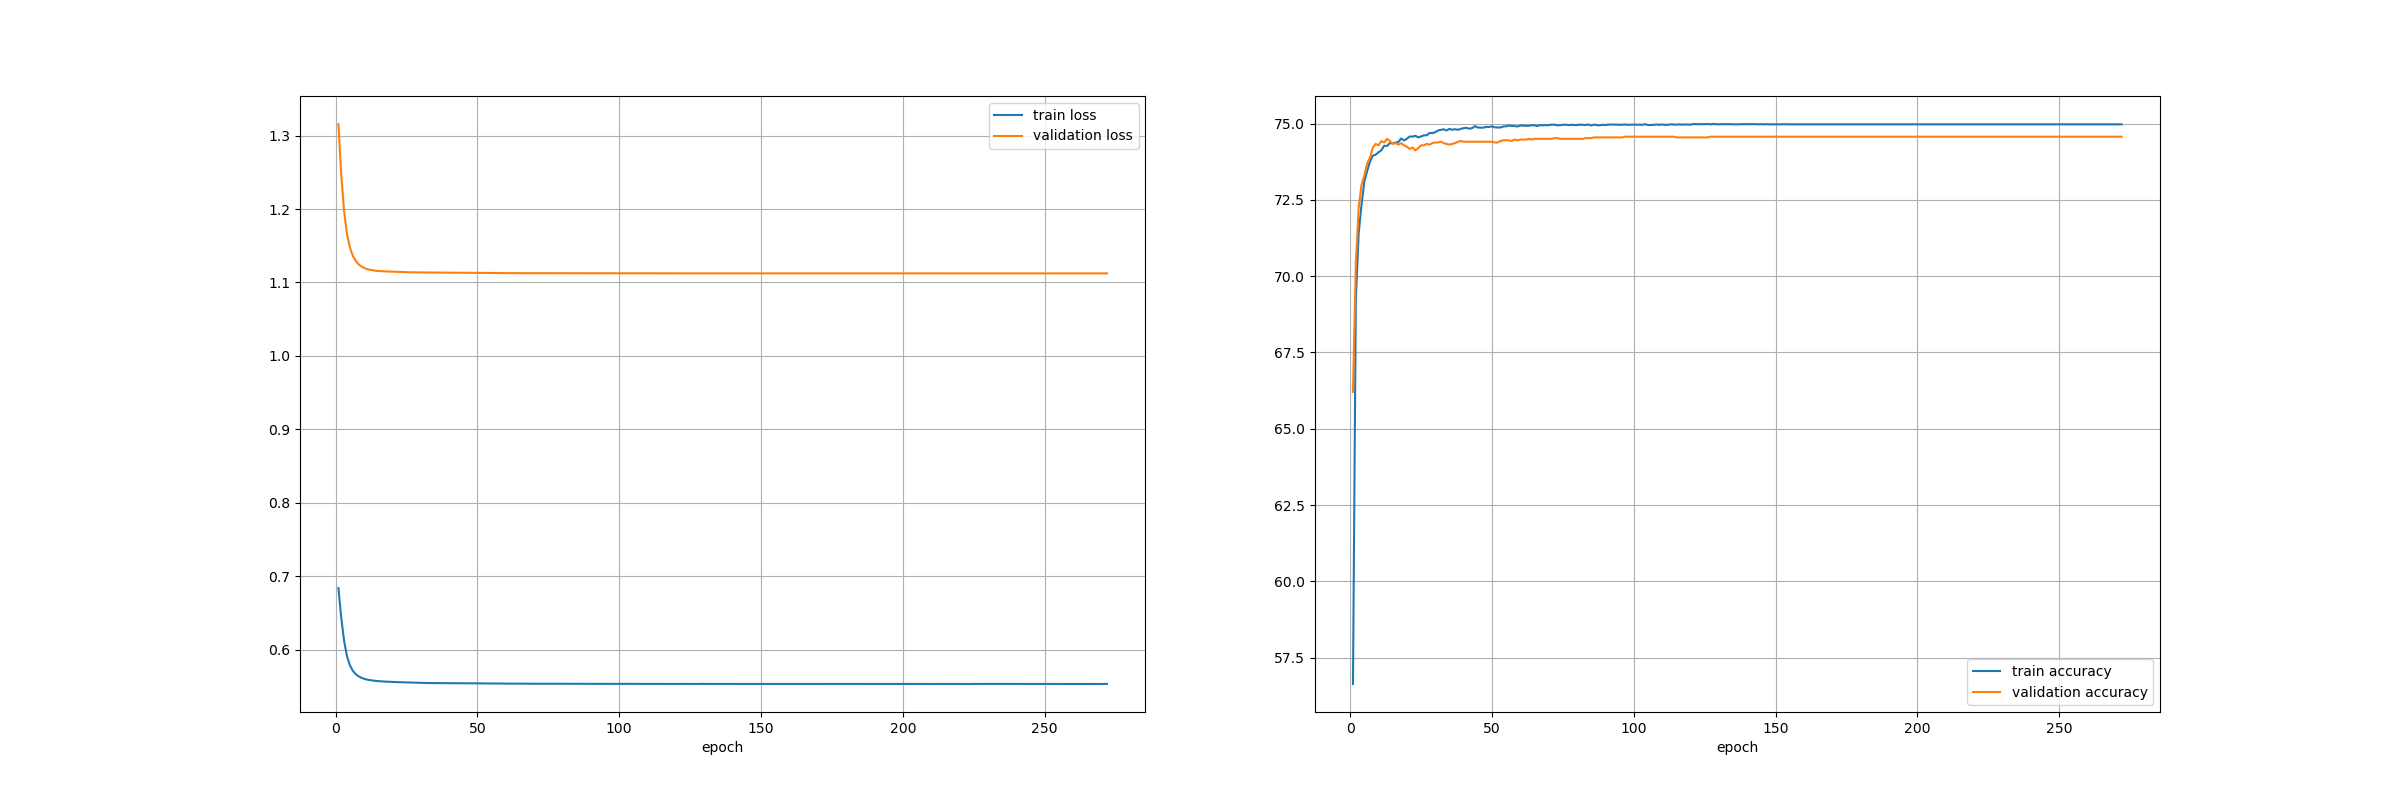 train loss
validation loss
1.3
1.2
1.1
1.0
0.9
0.8
0.7
0.6
0 50 100 150 200 250
epoch
75.0
72.5
70.0
67.5
65.0
62.5
60.0
57.5
train accuracy
validation accuracy
0 50 100 150 200 250
epoch